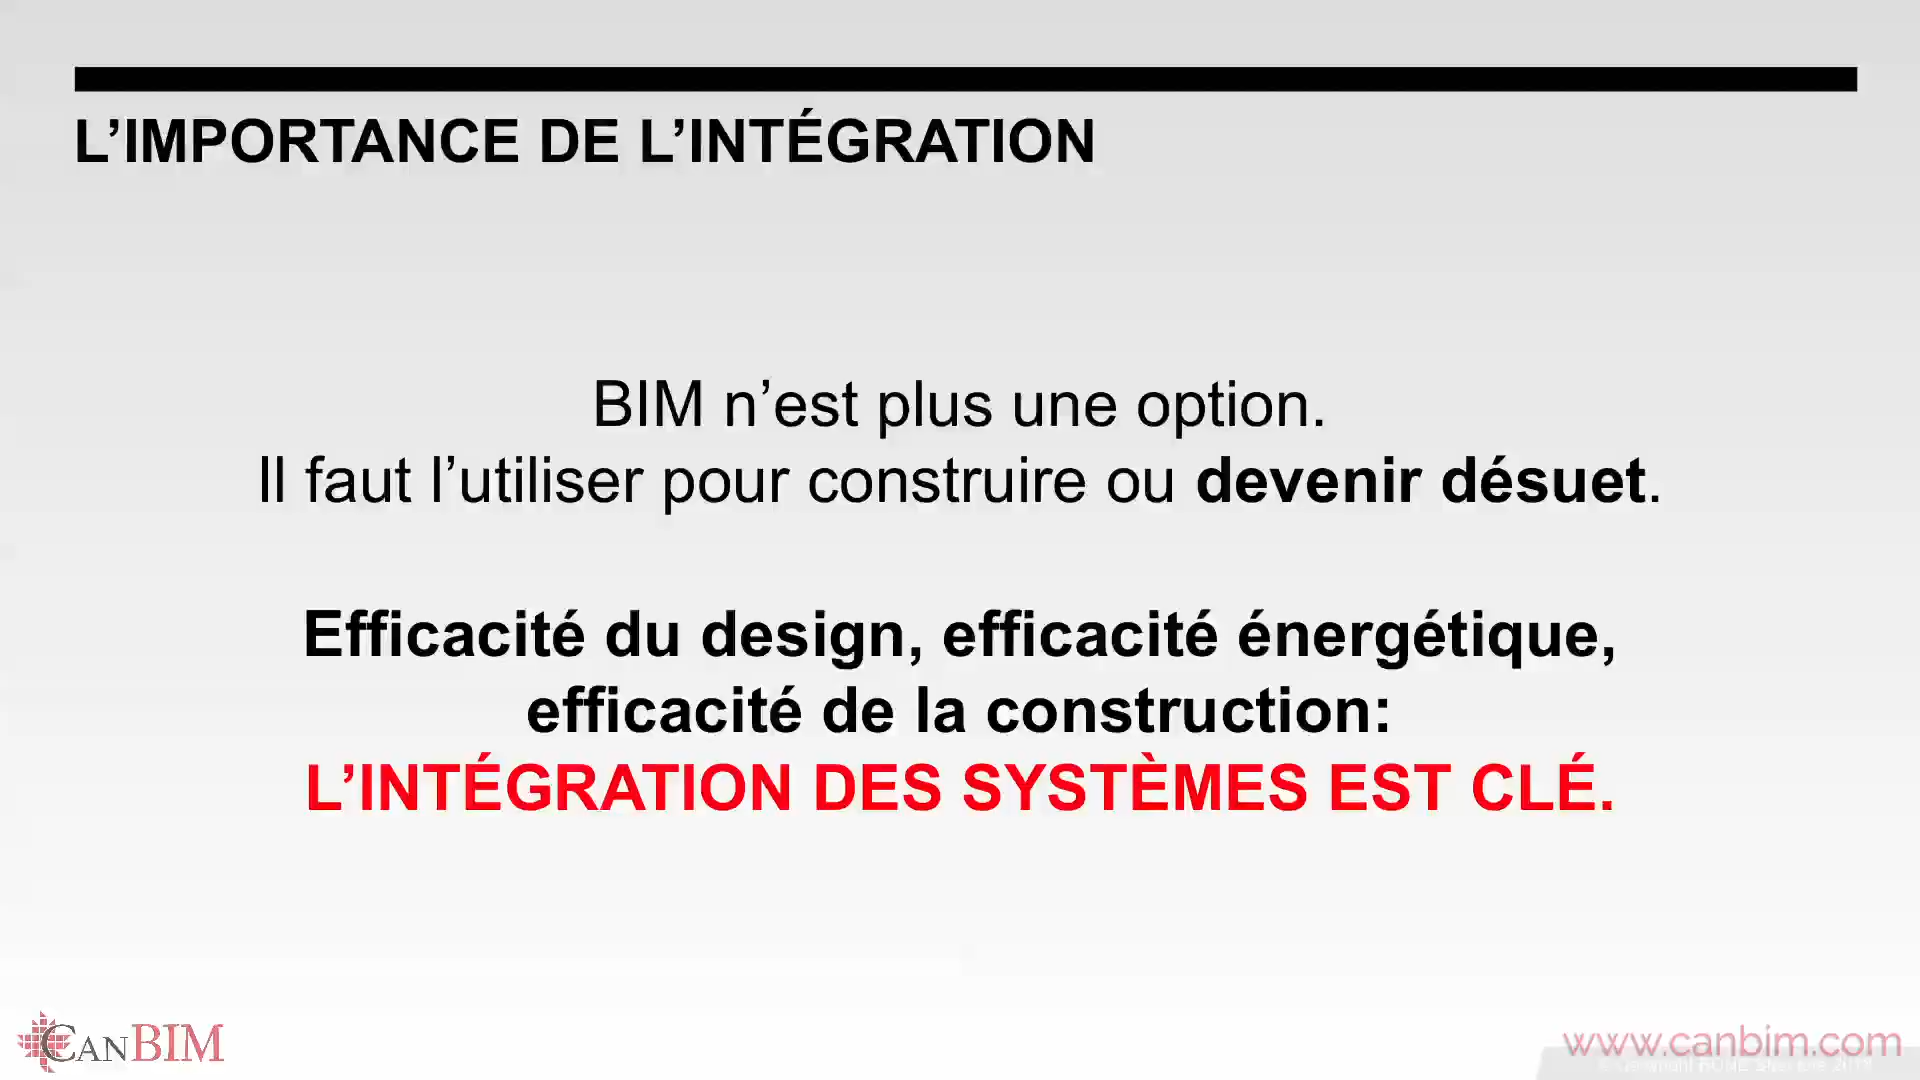 L’IMPORTANCE DE L’INTÉGRATION
BIM n’est plus une option.
Il faut l’utiliser pour construire ou devenir désuet.
Efficacité du design, efficacité énergétique,
efficacité de la construction:
L’INTÉGRATION DES SYSTÈMES EST CLÉ.
CANBIM
www.canbim.com